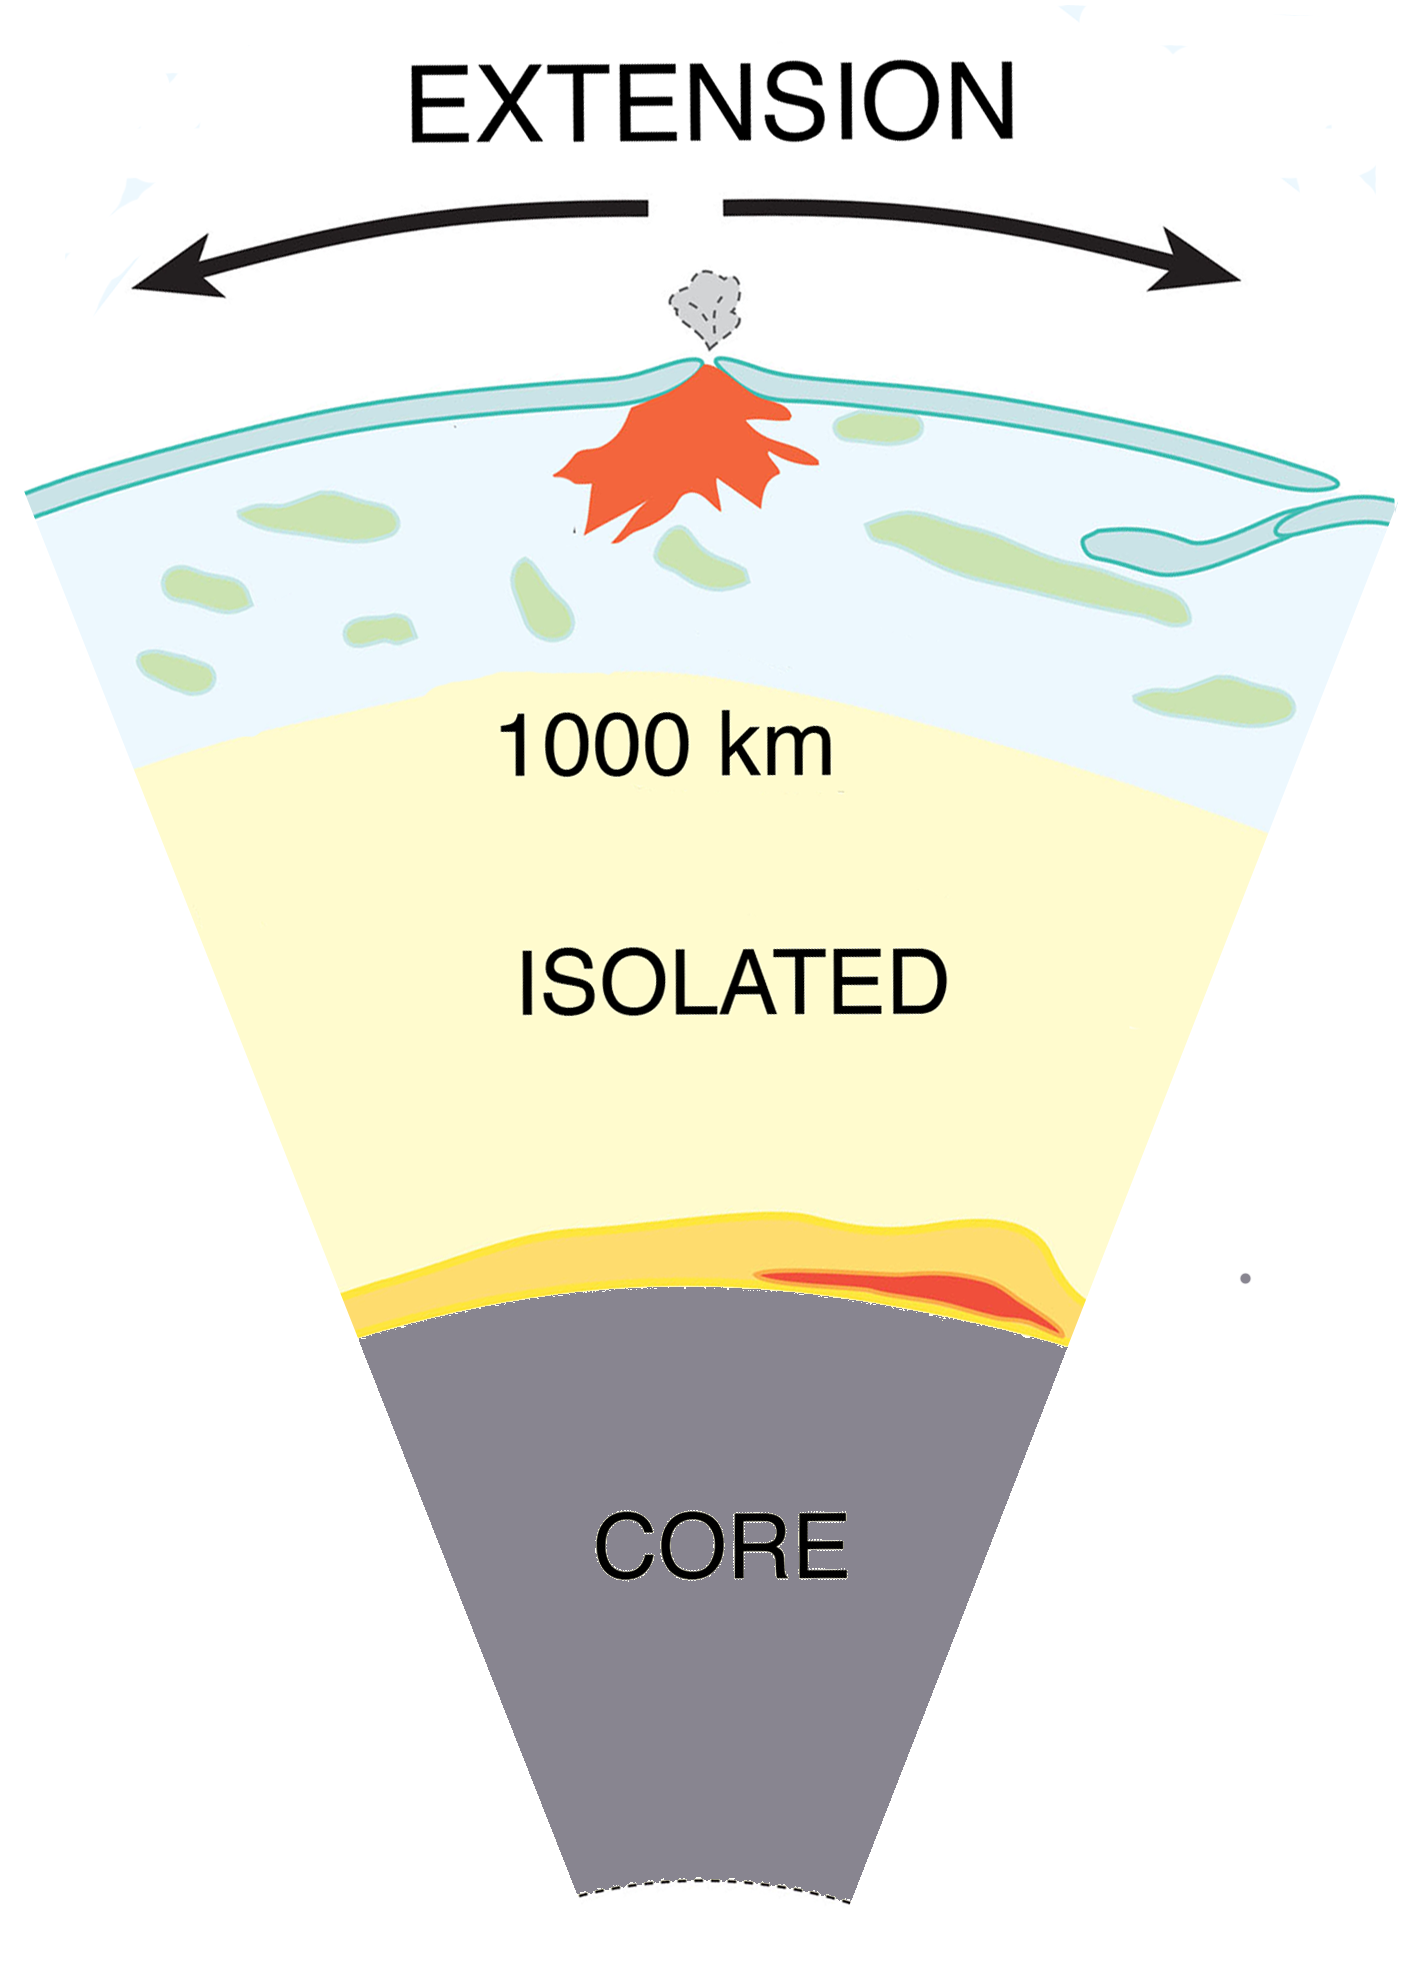 EXTENSION
1000 km
ISOLATED
CORE